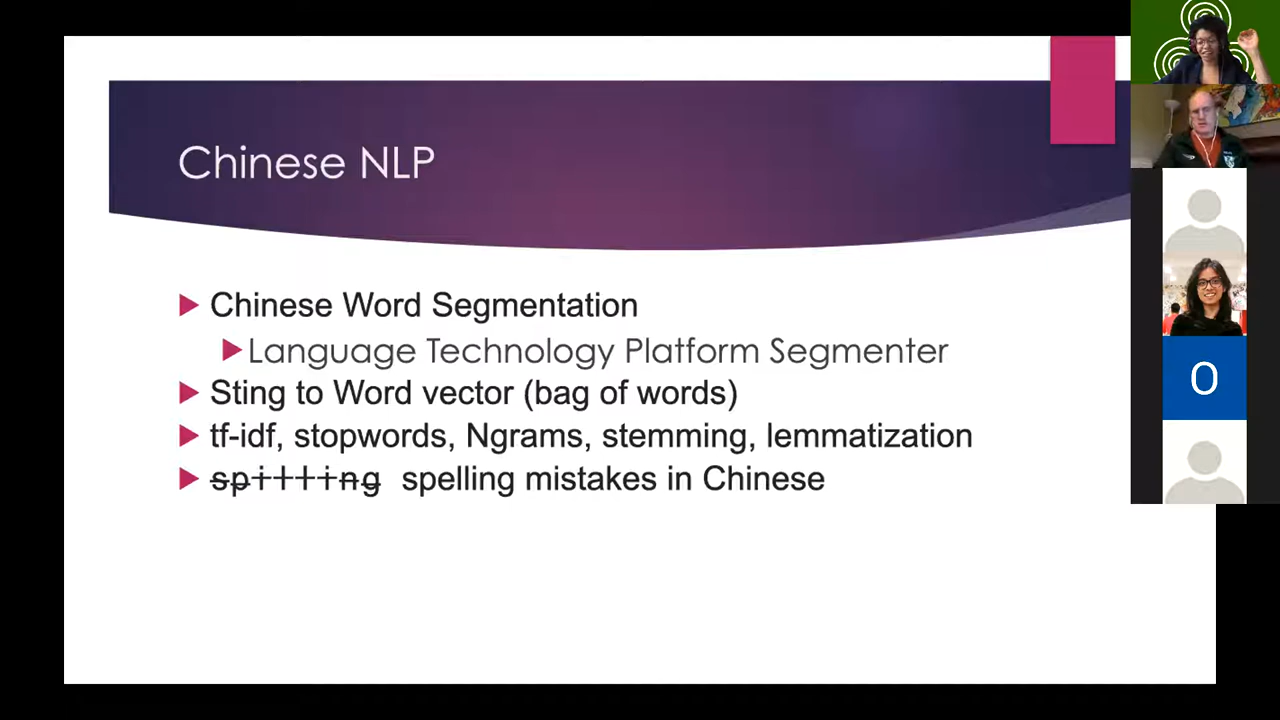 Chinese NLP
Chinese Word Segmentation
Language Technology Platform Segmenter
Sting to Word vector (bag of words)
tf-idf, stopwords, Ngrams, stemming, lemmatization
spelling mistakes in Chinese
O